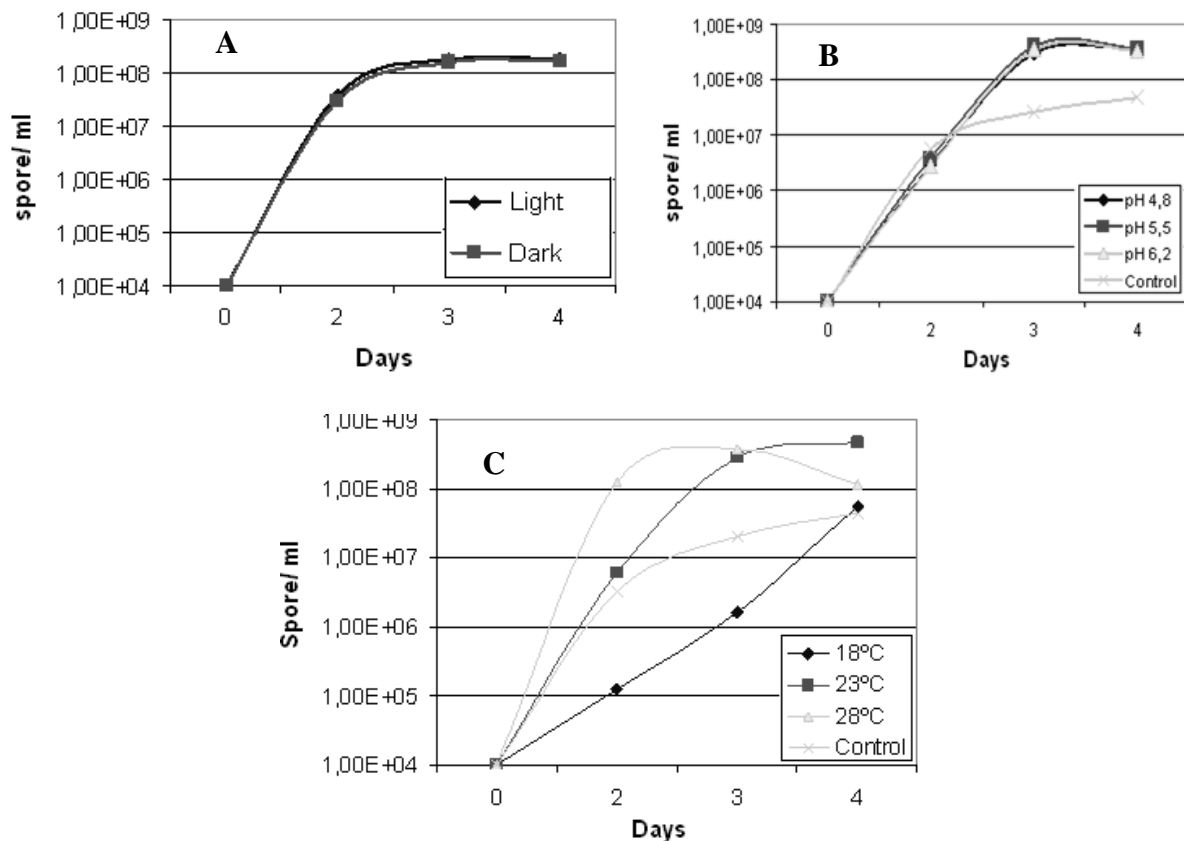 A
1,00E+09
1,00E+08
1,00E+07
1,00E+06
1,00E+05
1,00E+04
spore/ ml
0 2 3 4
Days
Light
Dark
B
1,00E+09
1,00E+08
1,00E+07
1,00E+06
1,00E+05
1,00E+04
spore/ ml
0 2 3 4
Days
pH 4,8
pH 5,5
pH 6,2
Control
C
1,00E+09
1,00E+08
1,00E+07
1,00E+06
1,00E+05
1,00E+04
Spore/ ml
0 2 3 4
Days
18ºC
23ºC
28ºC
Control